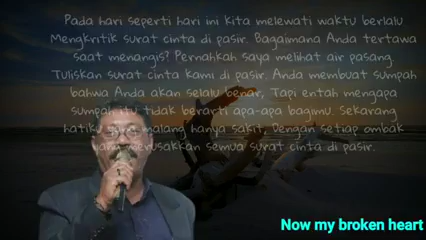 Pada hari seperti hari ini kita melewati waktu berlalu
Mengkritik surat cinta di pasir. Bagaimana Anda tertawa
saat menangis? Pernahkah saya melihat air pasang
Tuliskan surat cinta kami di pasir. Anda membuat sumpah
bahwa Anda akan selalu benar, Tapi entah mengapa
sumpah itu tidak berarti apa-apa bagimu. Sekarang
hatiku malang hanya sakit, Dengan setiap ombak
yang merusakkan semua surat cinta di pasir.
Now my broken heart